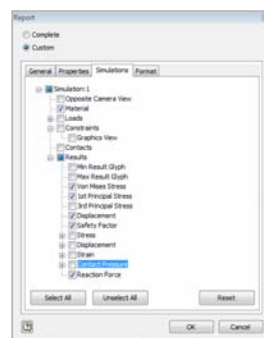 Report
Complete
Custom
General Properties Simulations Format
Simulation:1
Opposite Camera View
Material
Loads
Constraints
Graphics View
Contacts
Results
Min Result Glyph
Max Result Glyph
Von Mises Stress
1st Principal Stress
3rd Principal Stress
Displacement
Safety Factor
Stress
Displacement
Strain
Contact Pressure
Reaction Force
Select All Unselect All Reset
OK Cancel